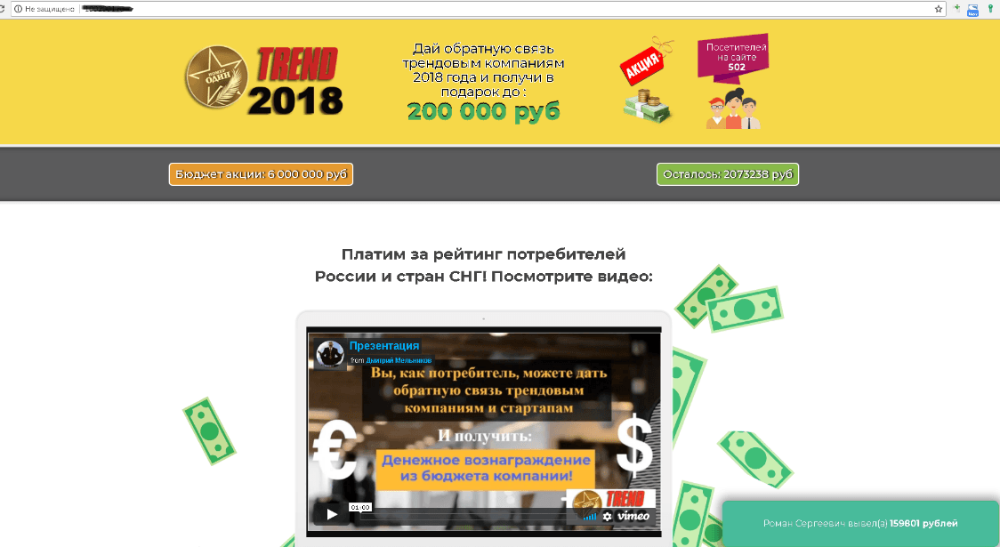 Не защищено
НОМЕР
ОДИН
TREND
2018
Дай обратную связь
трендовым компаниям
2018 года и получи в
подарок до :
200 000 руб
АКЦИЯ
Посетителей
на сайте
502
Бюджет акции: 6 000 000 руб
Осталось: 2073238 руб
Платим за рейтинг потребителей
России и стран СНГ! Посмотрите видео:
Презентация
from Дмитрий Мельников
Вы, как потребитель, можете дать
обратную связь трендовым
компаниям и стартапам
И получить:
€
$
Денежное вознаграждение
из бюджета компании!
TREND
01:00
vimeo
Роман Сергеевич вывел(а) 159801 рублей